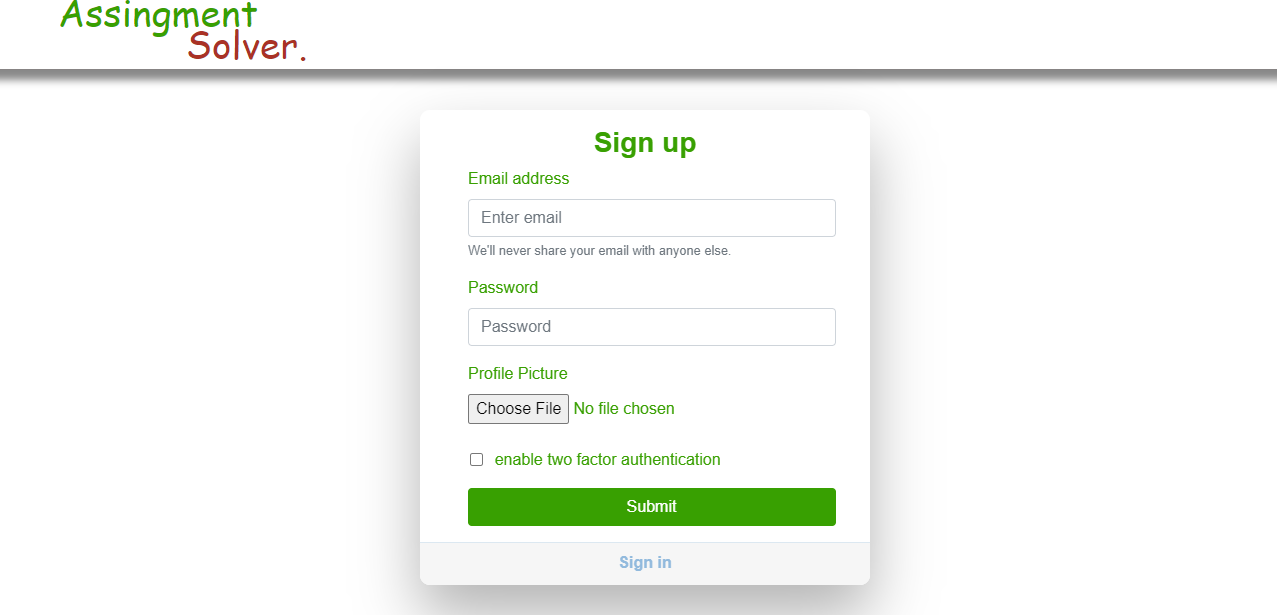 Assingment
Solver.
Sign up
Email address
Enter email
We'll never share your email with anyone else.
Password
Password
Profile Picture
Choose File No file chosen
enable two factor authentication
Submit
Sign in